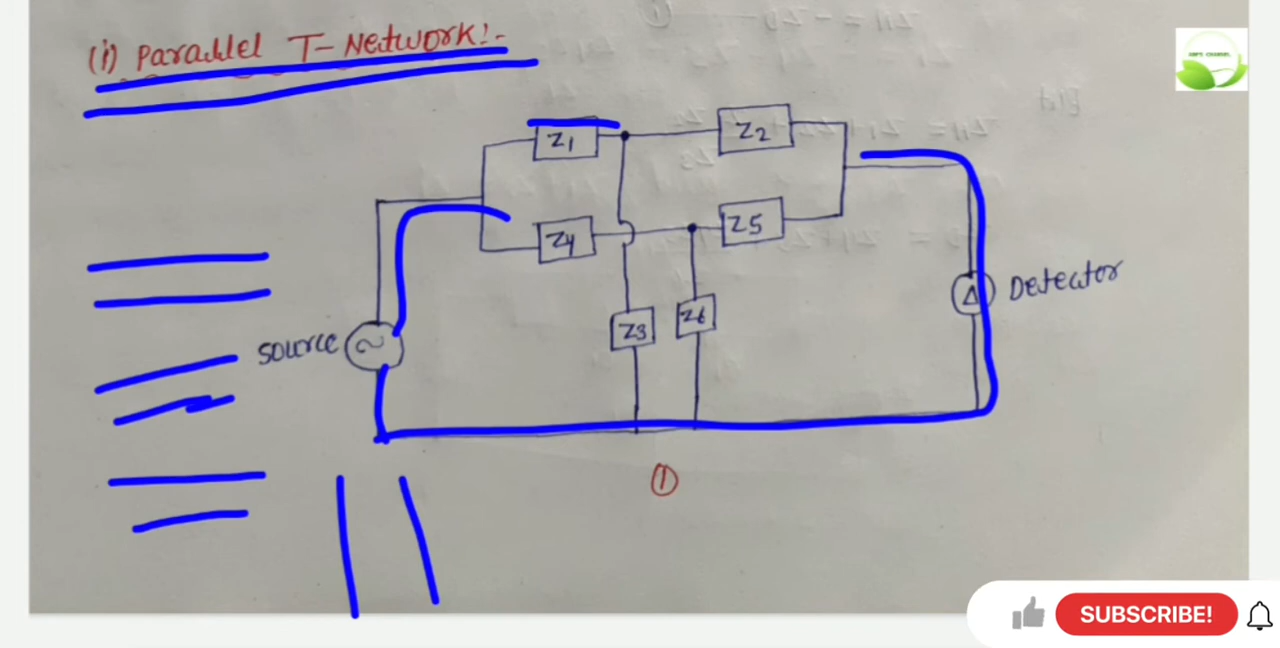 (i) Parallel T-Network:-
Z1
Z2
Z4
Z5
Z3
Z6
source
Δ Detector
①
SUBSCRIBE!